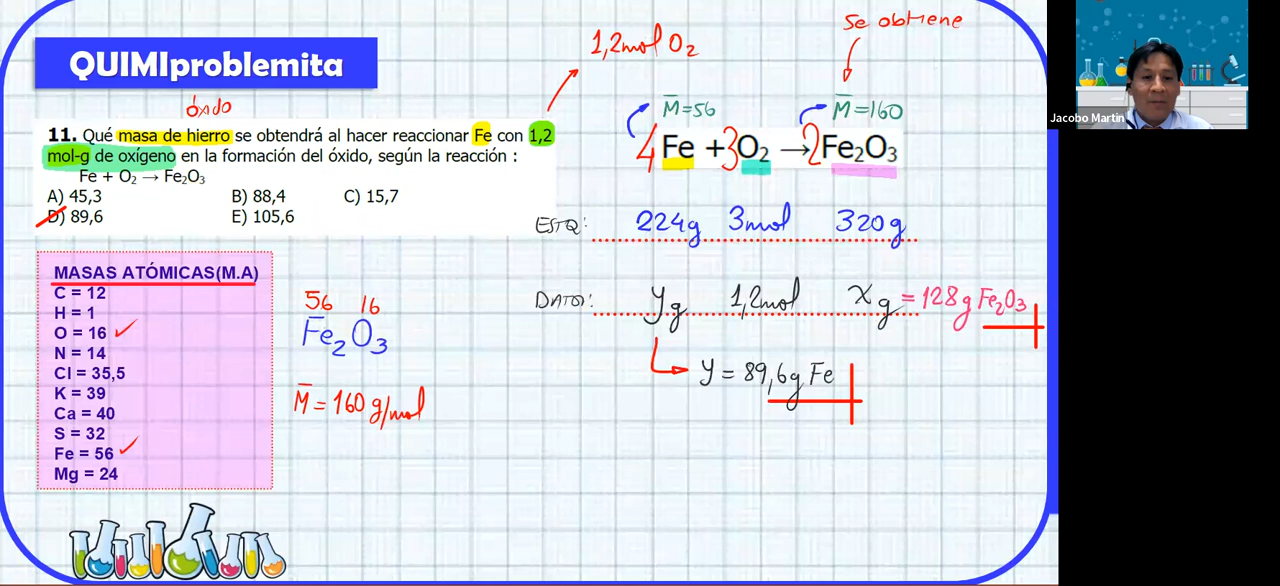 QUIMIproblemita
1,2mol O2
Se obtiene
óxido
11. Qué masa de hierro se obtendrá al hacer reaccionar Fe con 1,2
mol-g de oxígeno en la formación del óxido, según la reacción :
Fe + O₂ → Fe₂O₃
A) 45,3 B) 88,4 C) 15,7
D) 89,6 E) 105,6
M̅=56 M̅=160
4Fe + 3O₂ → 2Fe₂O₃
ESTQ: 224g 3mol 320g
DATO: yg 1,2mol xg = 128g Fe₂O₃
y = 89,6g Fe
MASAS ATÓMICAS(M.A)
C = 12
H = 1
O = 16
N = 14
Cl = 35,5
K = 39
Ca = 40
S = 32
Fe = 56
Mg = 24
56 16
Fe₂O₃
M̅ = 160 g/mol
Jacobo Martin